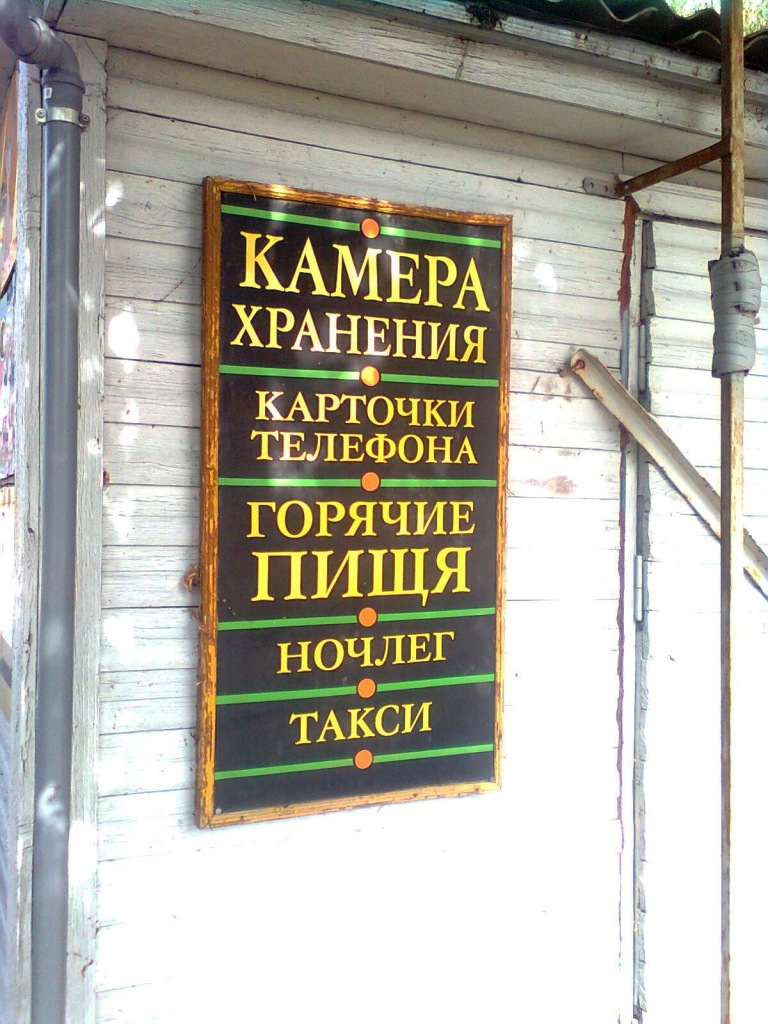 КАМЕРА
ХРАНЕНИЯ
КАРТОЧКИ
ТЕЛЕФОНА
ГОРЯЧИЕ
ПИЩЯ
НОЧЛЕГ
ТАКСИ